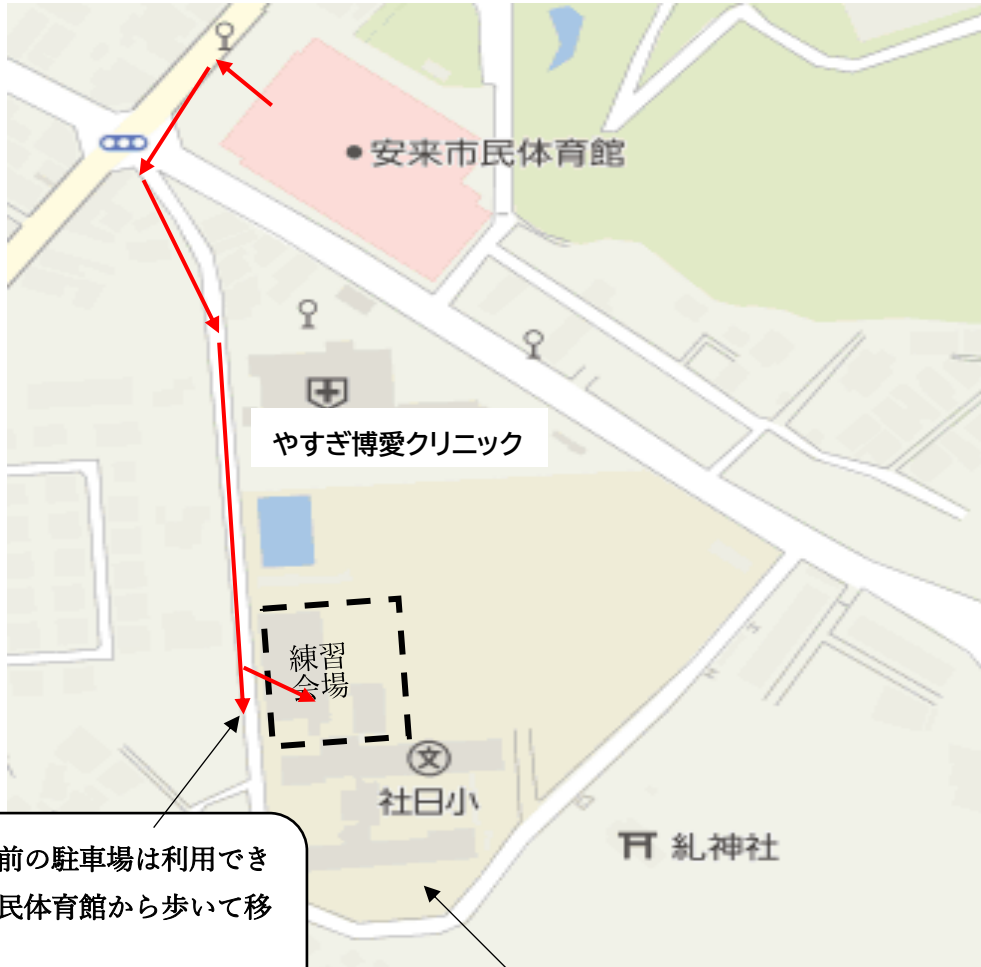 安来市民体育館
やすぎ博愛クリニック
練習
会場
文
社日小
糺神社
前の駐車場は利用でき
民体育館から歩いて移